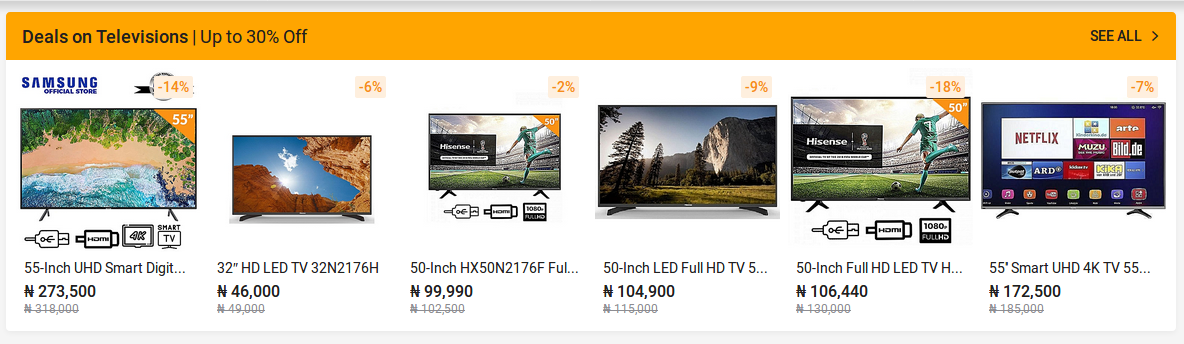 Deals on Televisions | Up to 30% Off
SEE ALL
SAMSUNG
OFFICIAL STORE
-14%
55"
HDMI
4K
SMART
TV
55-Inch UHD Smart Digit...
₦ 273,500
₦ 318,000
-6%
32″ HD LED TV 32N2176H
₦ 46,000
₦ 49,000
-2%
50"
Hisense
HDMI
1080p
FULL HD
50-Inch HX50N2176F Ful...
₦ 99,990
₦ 102,500
-9%
50-Inch LED Full HD TV 5...
₦ 104,900
₦ 115,000
-18%
50"
Hisense
HDMI
1080p
FULL HD
50-Inch Full HD LED TV H...
₦ 106,440
₦ 130,000
-7%
NETFLIX
arte
MUZU
Bild.de
ARD
KIKA
55'' Smart UHD 4K TV 55...
₦ 172,500
₦ 185,000